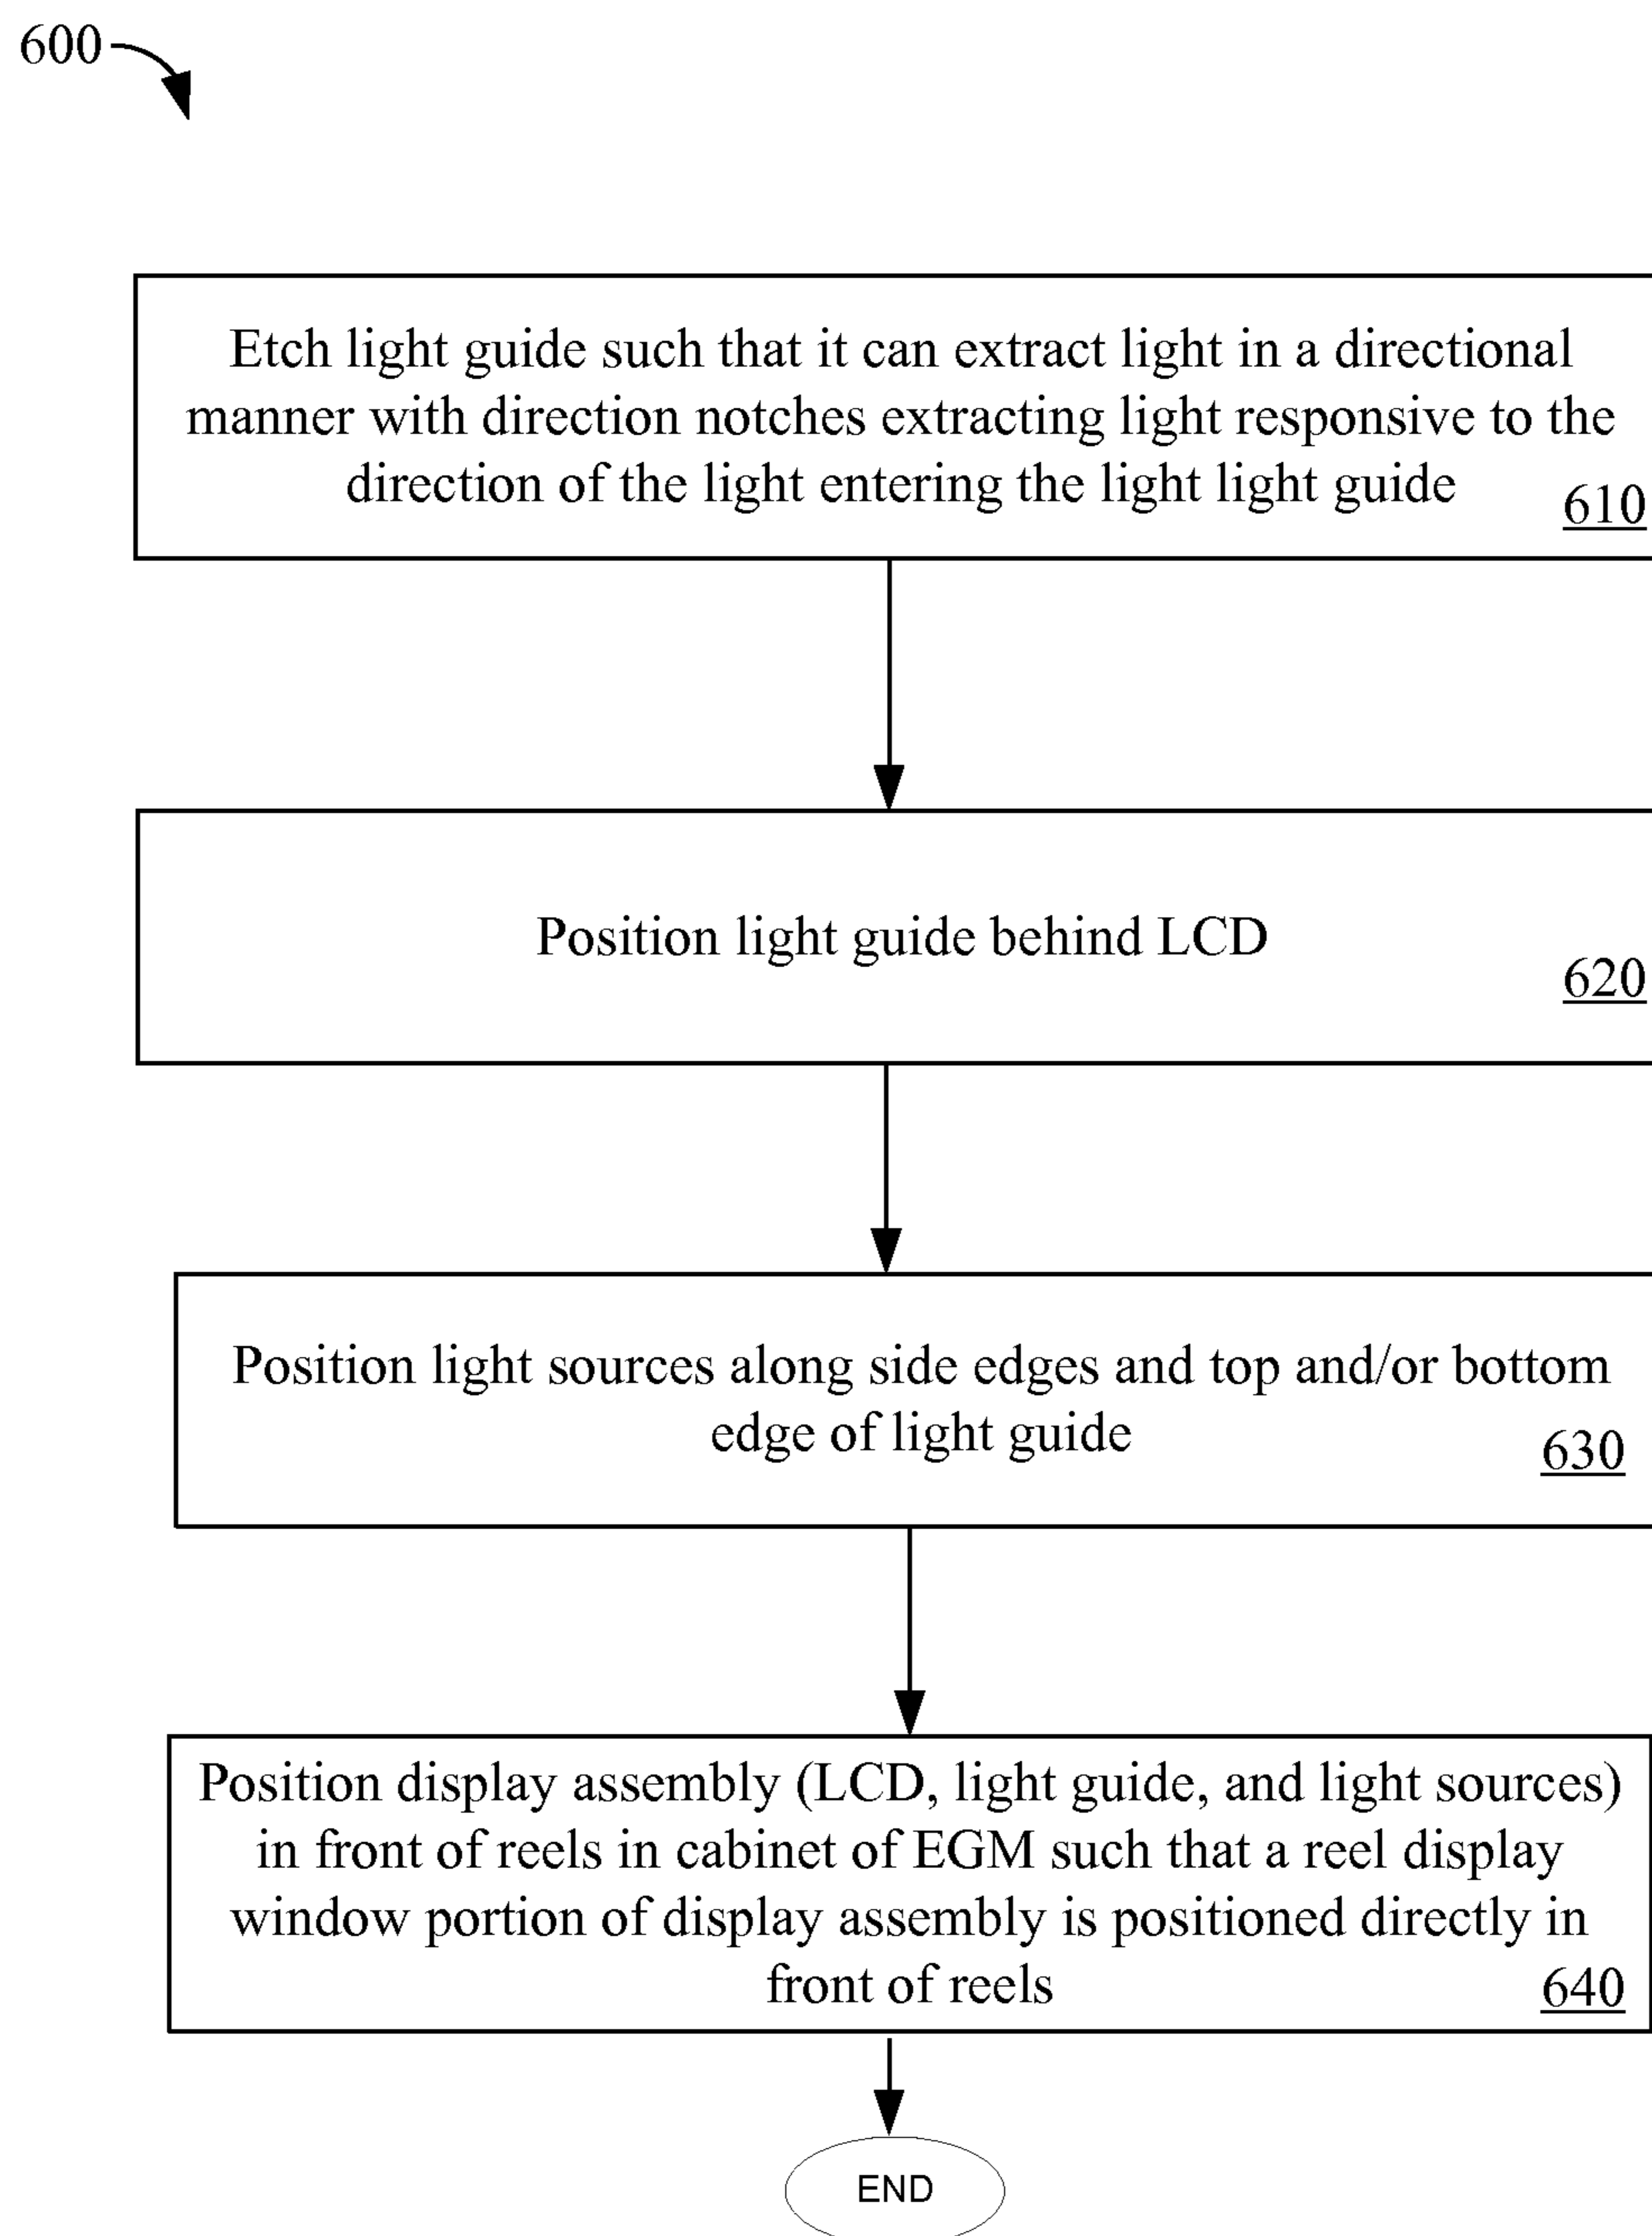 600
Etch light guide such that it can extract light in a directional
manner with direction notches extracting light responsive to the
direction of the light entering the light light guide
610
Position light guide behind LCD
620
Position light sources along side edges and top and/or bottom
edge of light guide
630
Position display assembly (LCD, light guide, and light sources)
in front of reels in cabinet of EGM such that a reel display
window portion of display assembly is positioned directly in
front of reels
640
END